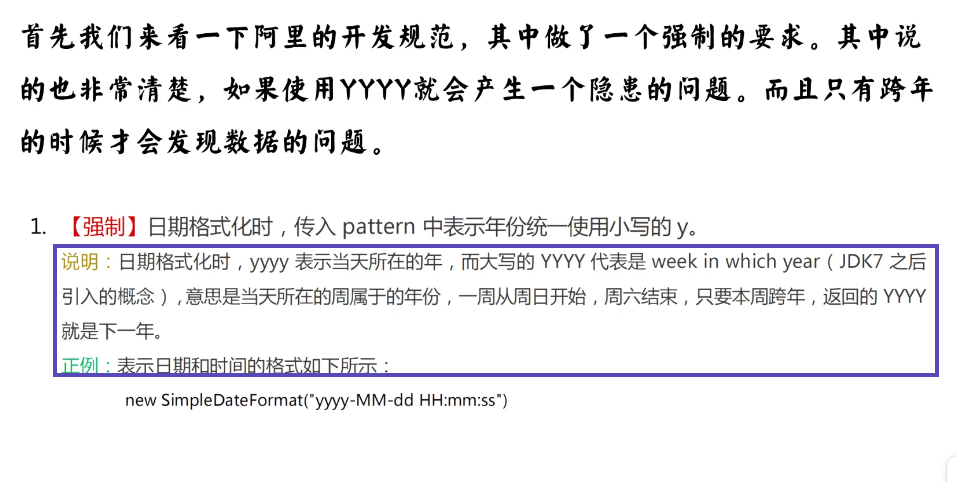 首先我们来看一下阿里的开发规范，其中做了一个强制的要求。其中说
的也非常清楚，如果使用YYYY就会产生一个隐患的问题。而且只有跨年
的时候才会发现数据的问题。
1. 【强制】日期格式化时，传入 pattern 中表示年份统一使用小写的 y。
说明：日期格式化时，yyyy 表示当天所在的年，而大写的 YYYY 代表是 week in which year（JDK7 之后
引入的概念），意思是当天所在的周属于的年份，一周从周日开始，周六结束，只要本周跨年，返回的 YYYY
就是下一年。
正例：表示日期和时间的格式如下所示：
new SimpleDateFormat("yyyy-MM-dd HH:mm:ss")